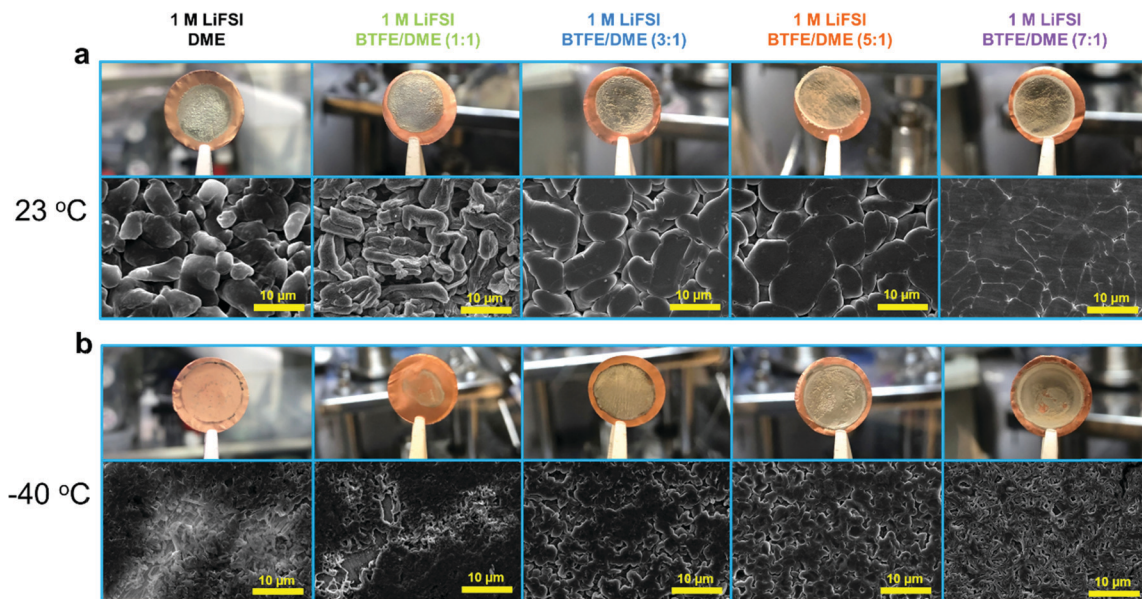 1 M LiFSI
DME
1 M LiFSI
BTFE/DME (1:1)
1 M LiFSI
BTFE/DME (3:1)
1 M LiFSI
BTFE/DME (5:1)
1 M LiFSI
BTFE/DME (7:1)
a
23 °C
10 µm
10 µm
10 µm
10 µm
10 µm
b
-40 °C
10 µm
10 µm
10 µm
10 µm
10 µm